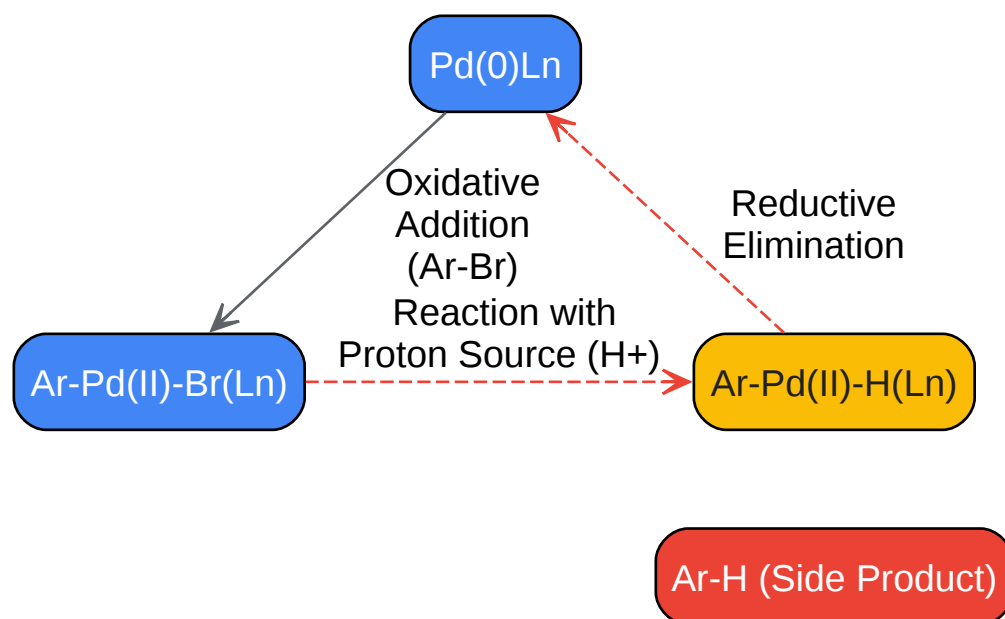 Pd(0)Ln
Oxidative
Addition
(Ar-Br)
Reductive
Elimination
Reaction with
Proton Source (H+)
Ar-Pd(II)-Br(Ln)
Ar-Pd(II)-H(Ln)
Ar-H (Side Product)